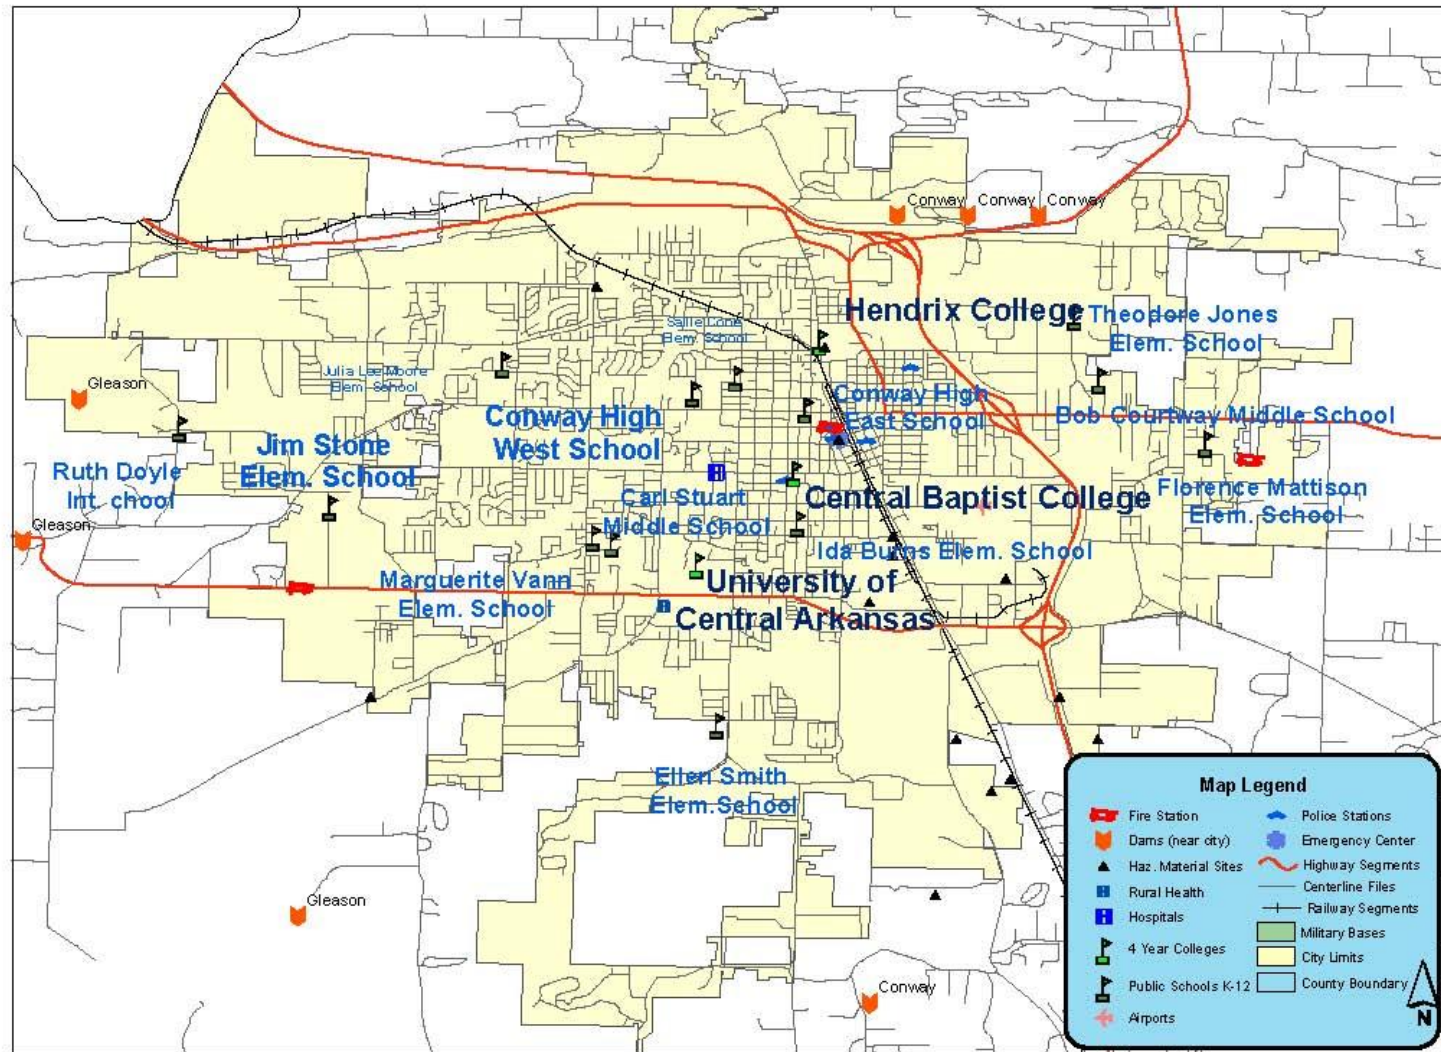 Conway
Conway
Conway
Hendrix College
Theodore Jones
Elem. School
Sallie Cone
Elem. School
Julia Lee Moore
Elem. School
Gleason
Conway High
East School
Conway High
West School
Bob Courtway Middle School
Jim Stone
Elem. School
Ruth Doyle
Int. chool
Carl Stuart
Middle School
Central Baptist College
Florence Mattison
Elem. School
Gleason
Ida Burns Elem. School
Marguerite Vann
Elem. School
University of
Central Arkansas
Ellen Smith
Elem.School
Gleason
Conway
Map Legend
Fire Station
Dams (near city)
Haz. Material Sites
Rural Health
Hospitals
4 Year Colleges
Public Schools K-12
Airports
Police Stations
Emergency Center
Highway Segments
Centerline Files
Railway Segments
Military Bases
City Limits
County Boundary
N